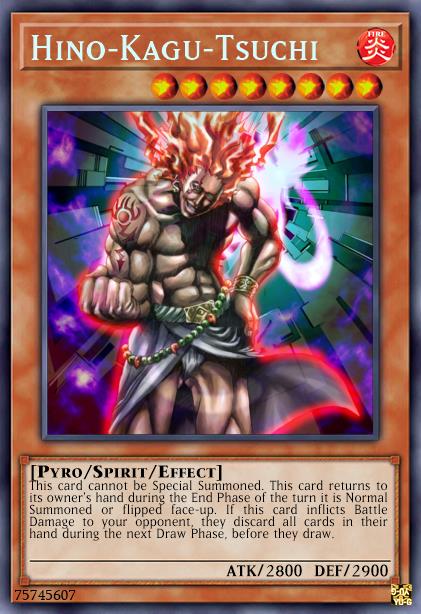 HINO-KAGU-TSUCHI
FIRE
炎
[PYRO/SPIRIT/EFFECT]
This card cannot be Special Summoned. This card returns to
its owner's hand during the End Phase of the turn it is Normal
Summoned or flipped face-up. If this card inflicts Battle
Damage to your opponent, they discard all cards in their
hand during the next Draw Phase, before they draw.
ATK/2800 DEF/2900
75745607